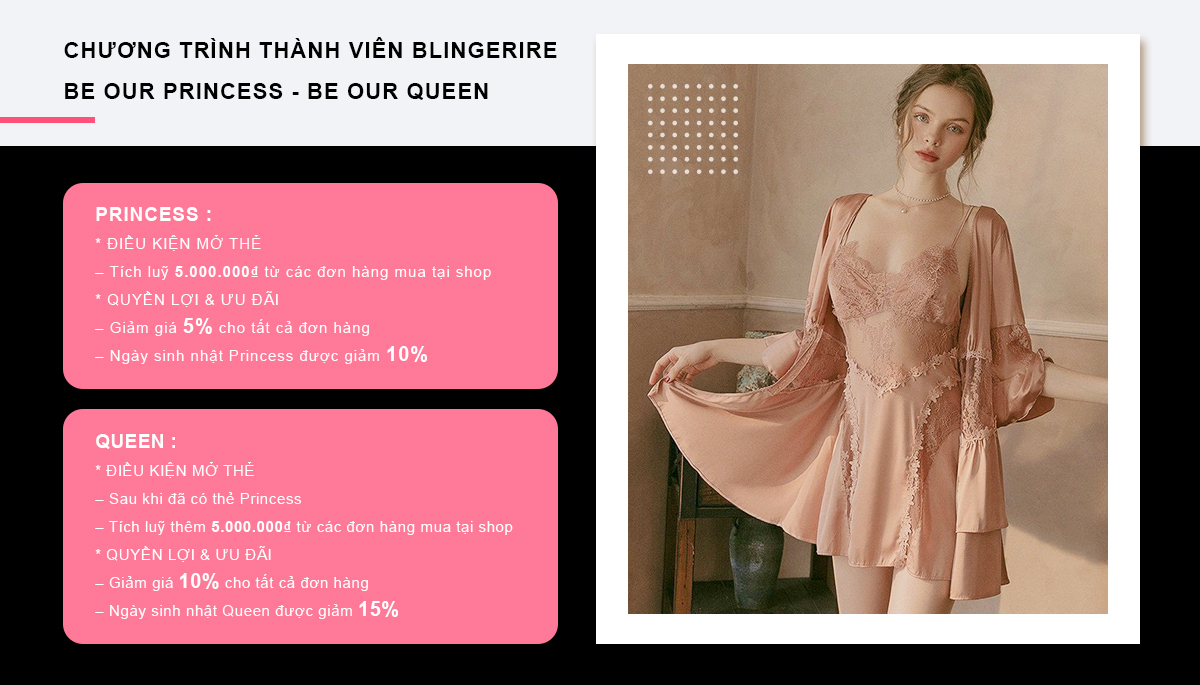 CHƯƠNG TRÌNH THÀNH VIÊN BLINGERIRE
BE OUR PRINCESS - BE OUR QUEEN
PRINCESS :
* ĐIỀU KIỆN MỞ THẺ
– Tích luỹ 5.000.000₫ từ các đơn hàng mua tại shop
* QUYỀN LỢI & ƯU ĐÃI
– Giảm giá 5% cho tất cả đơn hàng
– Ngày sinh nhật Princess được giảm 10%
QUEEN :
* ĐIỀU KIỆN MỞ THẺ
– Sau khi đã có thẻ Princess
– Tích luỹ thêm 5.000.000₫ từ các đơn hàng mua tại shop
* QUYỀN LỢI & ƯU ĐÃI
– Giảm giá 10% cho tất cả đơn hàng
– Ngày sinh nhật Queen được giảm 15%